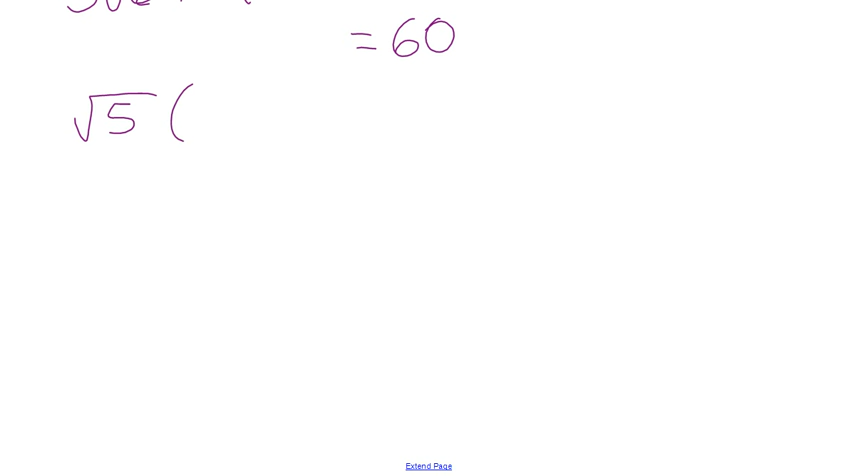 = 60
√5 (
Extend Page